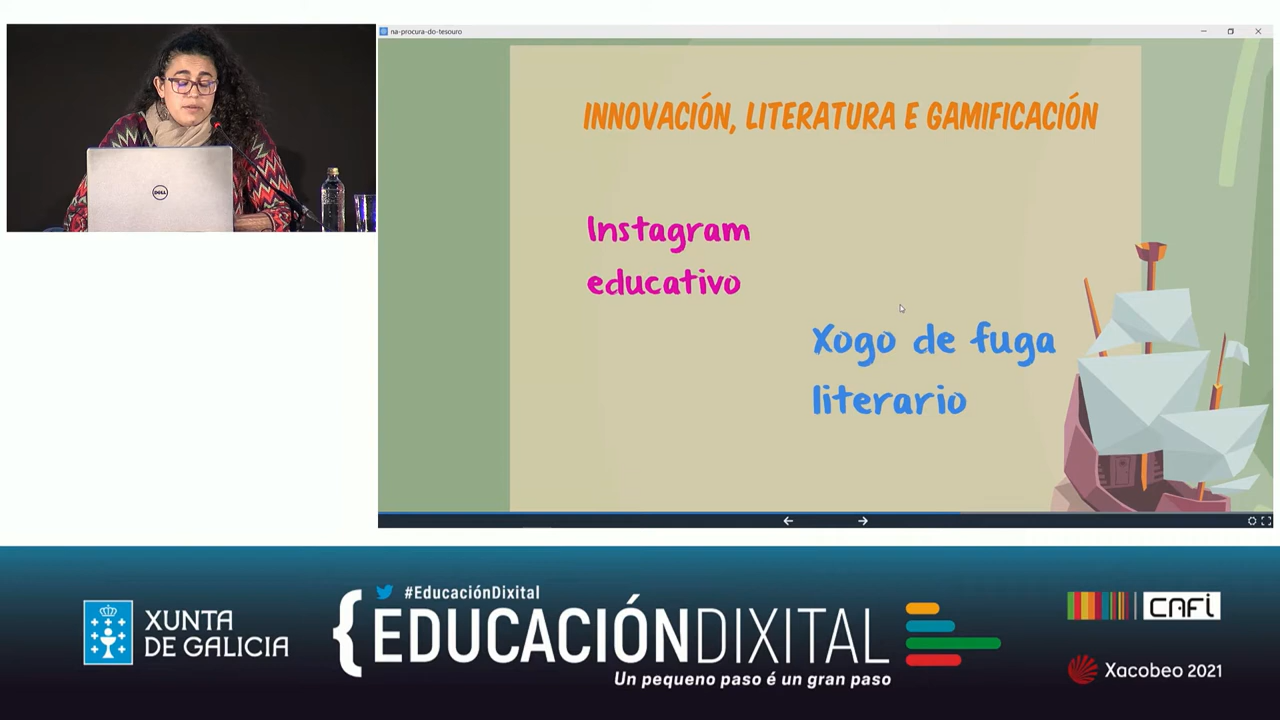 na-procura-do-tesouro
INNOVACIÓN, LITERATURA E GAMIFICACIÓN
Instagram
educativo
Xogo de fuga
literario
DELL
XUNTA
DE GALICIA
#EducaciónDixital
{EDUCACIÓNDIXITAL
Un pequeno paso é un gran paso
CAFi
Xacobeo 2021